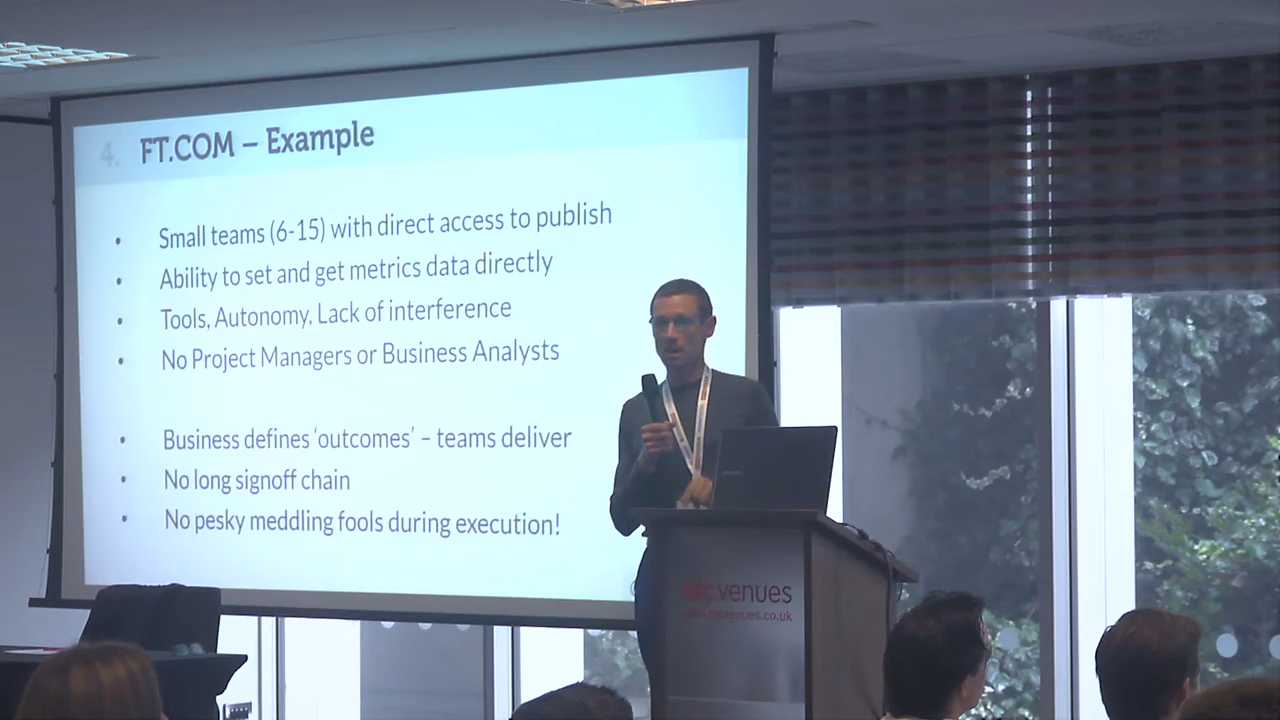 4. FT.COM – Example
• Small teams (6-15) with direct access to publish
• Ability to set and get metrics data directly
• Tools, Autonomy, Lack of interference
• No Project Managers or Business Analysts
• Business defines ‘outcomes’ – teams deliver
• No long signoff chain
• No pesky meddling fools during execution!
venues